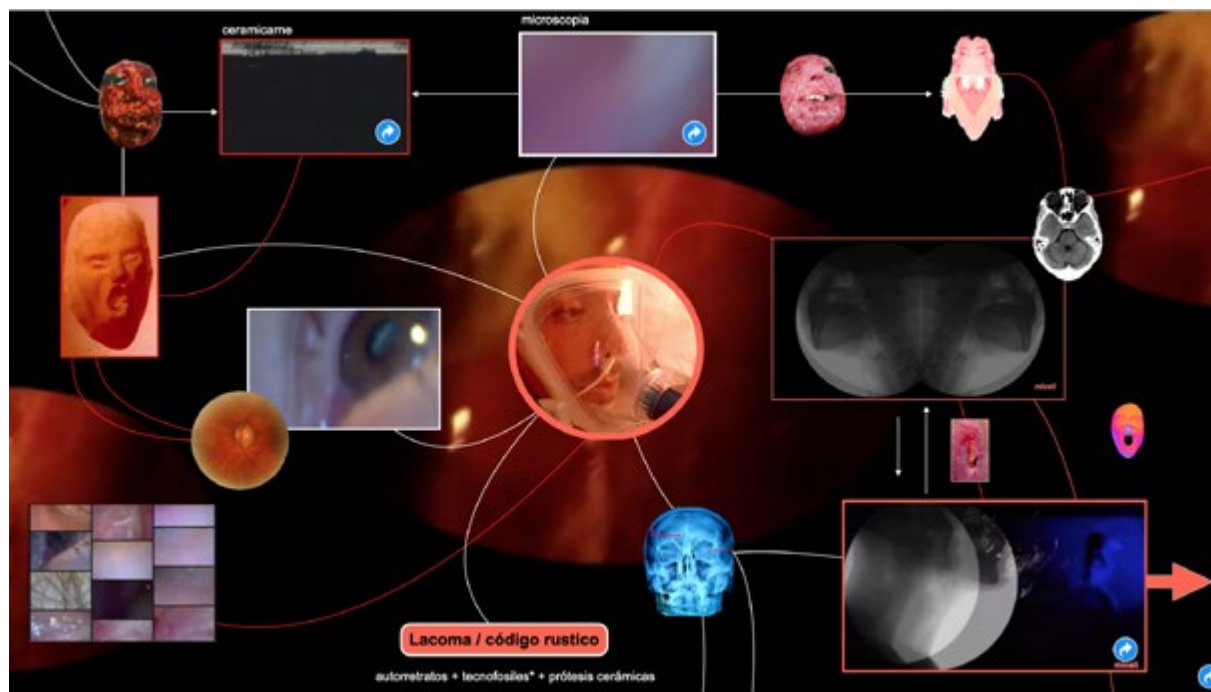 microscopia
ceramicarne
Lacoma / código rustico
autorretratos + tecnofosiles* + prótesis cerámicas